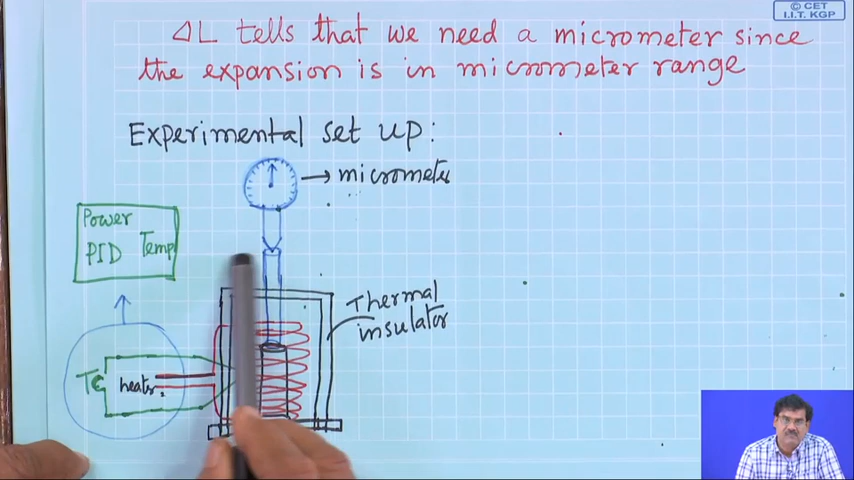 © CET
I.I.T. KGP
ΔL tells that we need a micrometer since
the expansion is in micrometer range
Experimental set up:
micrometer
Power
PID Temp
Thermal
insulator
TC heater